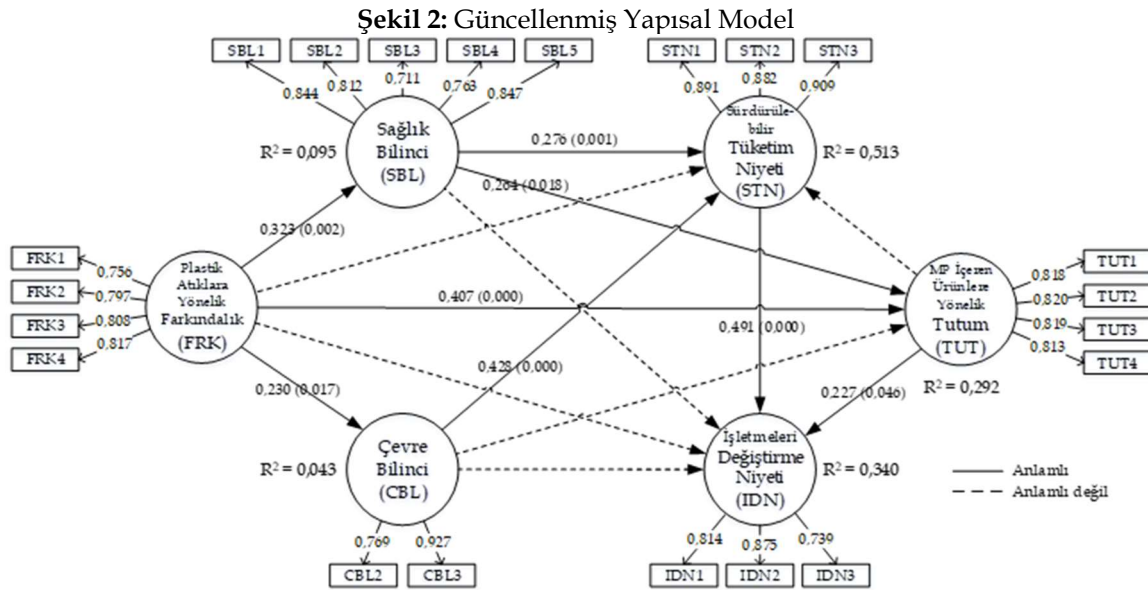 Şekil 2: Güncellenmiş Yapısal Model
SBL1
SBL2
SBL3
SBL4
SBL5
STN1
STN2
STN3
0,844
0,812
0,711
0,763
0,847
0,891
0,882
0,909
Sağlık
Bilinci
(SBL)
R² = 0,095
Sürdürüle-
bilir
Tüketim
Niyeti
(STN)
R² = 0,513
0,276 (0,001)
0,264 (0,018)
0,323 (0,002)
FRK1
FRK2
FRK3
FRK4
0,756
0,797
0,808
0,817
Plastik
Atıklara
Yönelik
Farkındalık
(FRK)
0,407 (0,000)
0,491 (0,000)
MP İçeren
Ürünlere
Yönelik
Tutum
(TUT)
R² = 0,292
0,818
0,820
0,819
0,813
TUT1
TUT2
TUT3
TUT4
0,428 (0,000)
0,230 (0,017)
0,227 (0,046)
Çevre
Bilinci
(CBL)
R² = 0,043
İşletmeleri
Değiştirme
Niyeti
(IDN)
R² = 0,340
Anlamlı
Anlamlı değil
0,769
0,927
0,814
0,875
0,739
CBL2
CBL3
IDN1
IDN2
IDN3